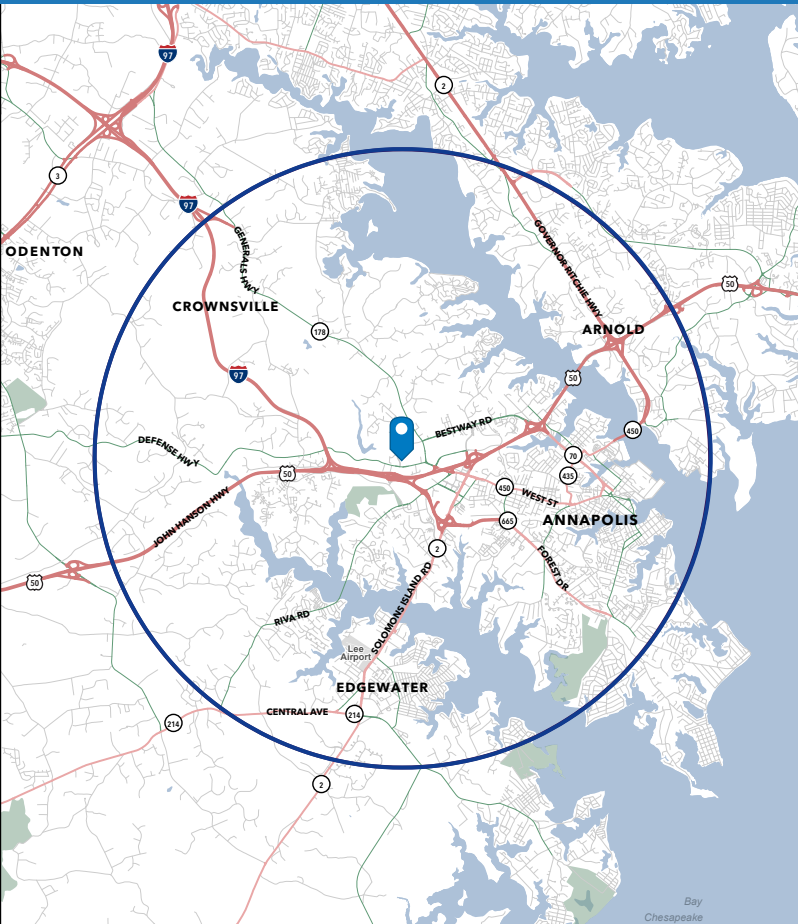 97
2
3
97
GENERALS HWY
GOVERNOR RITCHIE HWY
ODENTON
50
CROWNSVILLE
178
ARNOLD
97
50
BESTWAY RD
450
DEFENSE HWY
70
50
435
450
WEST ST
JOHN HANSON HWY
665
ANNAPOLIS
2
FOREST DR
50
SOLOMONS ISLAND RD
RIVA RD
Lee
Airport
EDGEWATER
CENTRAL AVE
214
214
2
Bay
Chesapeake